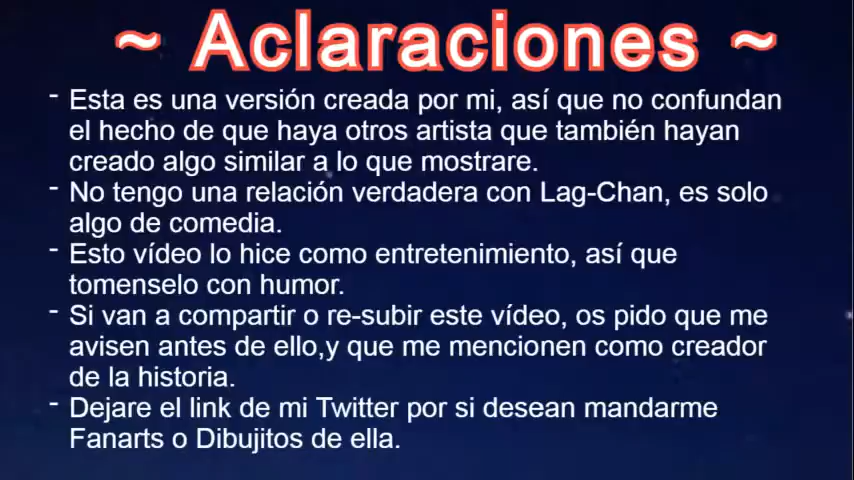 ~ Aclaraciones ~
- Esta es una versión creada por mi, así que no confundan
el hecho de que haya otros artista que también hayan
creado algo similar a lo que mostrare.
- No tengo una relación verdadera con Lag-Chan, es solo
algo de comedia.
- Esto vídeo lo hice como entretenimiento, así que
tomenselo con humor.
- Si van a compartir o re-subir este vídeo, os pido que me
avisen antes de ello,y que me mencionen como creador
de la historia.
- Dejare el link de mi Twitter por si desean mandarme
Fanarts o Dibujitos de ella.